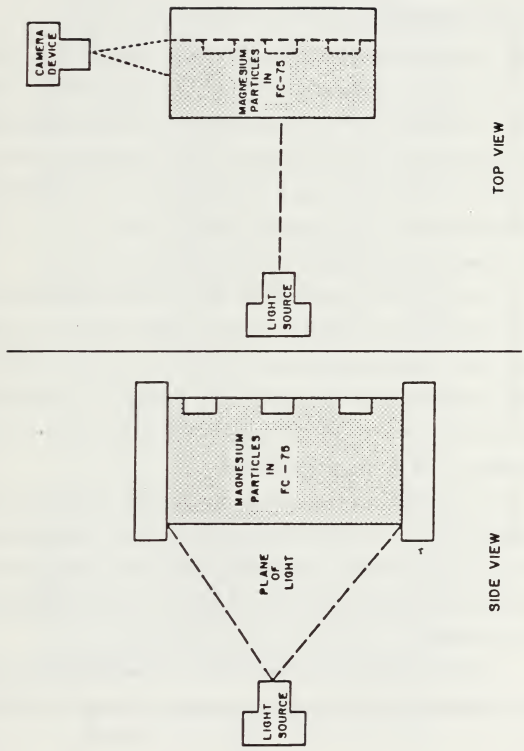 CAMERA
DEVICE
MAGNESIUM
PARTICLES
IN
FC-75
LIGHT
SOURCE
TOP VIEW
MAGNESIUM
PARTICLES
IN
FC-75
PLANE
OF
LIGHT
LIGHT
SOURCE
SIDE VIEW